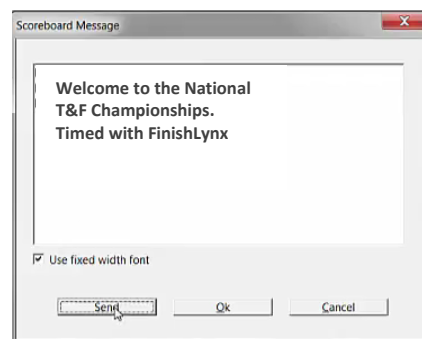 Scoreboard Message
X
Welcome to the National
T&F Championships.
Timed with FinishLynx
Use fixed width font
Send
Ok
Cancel